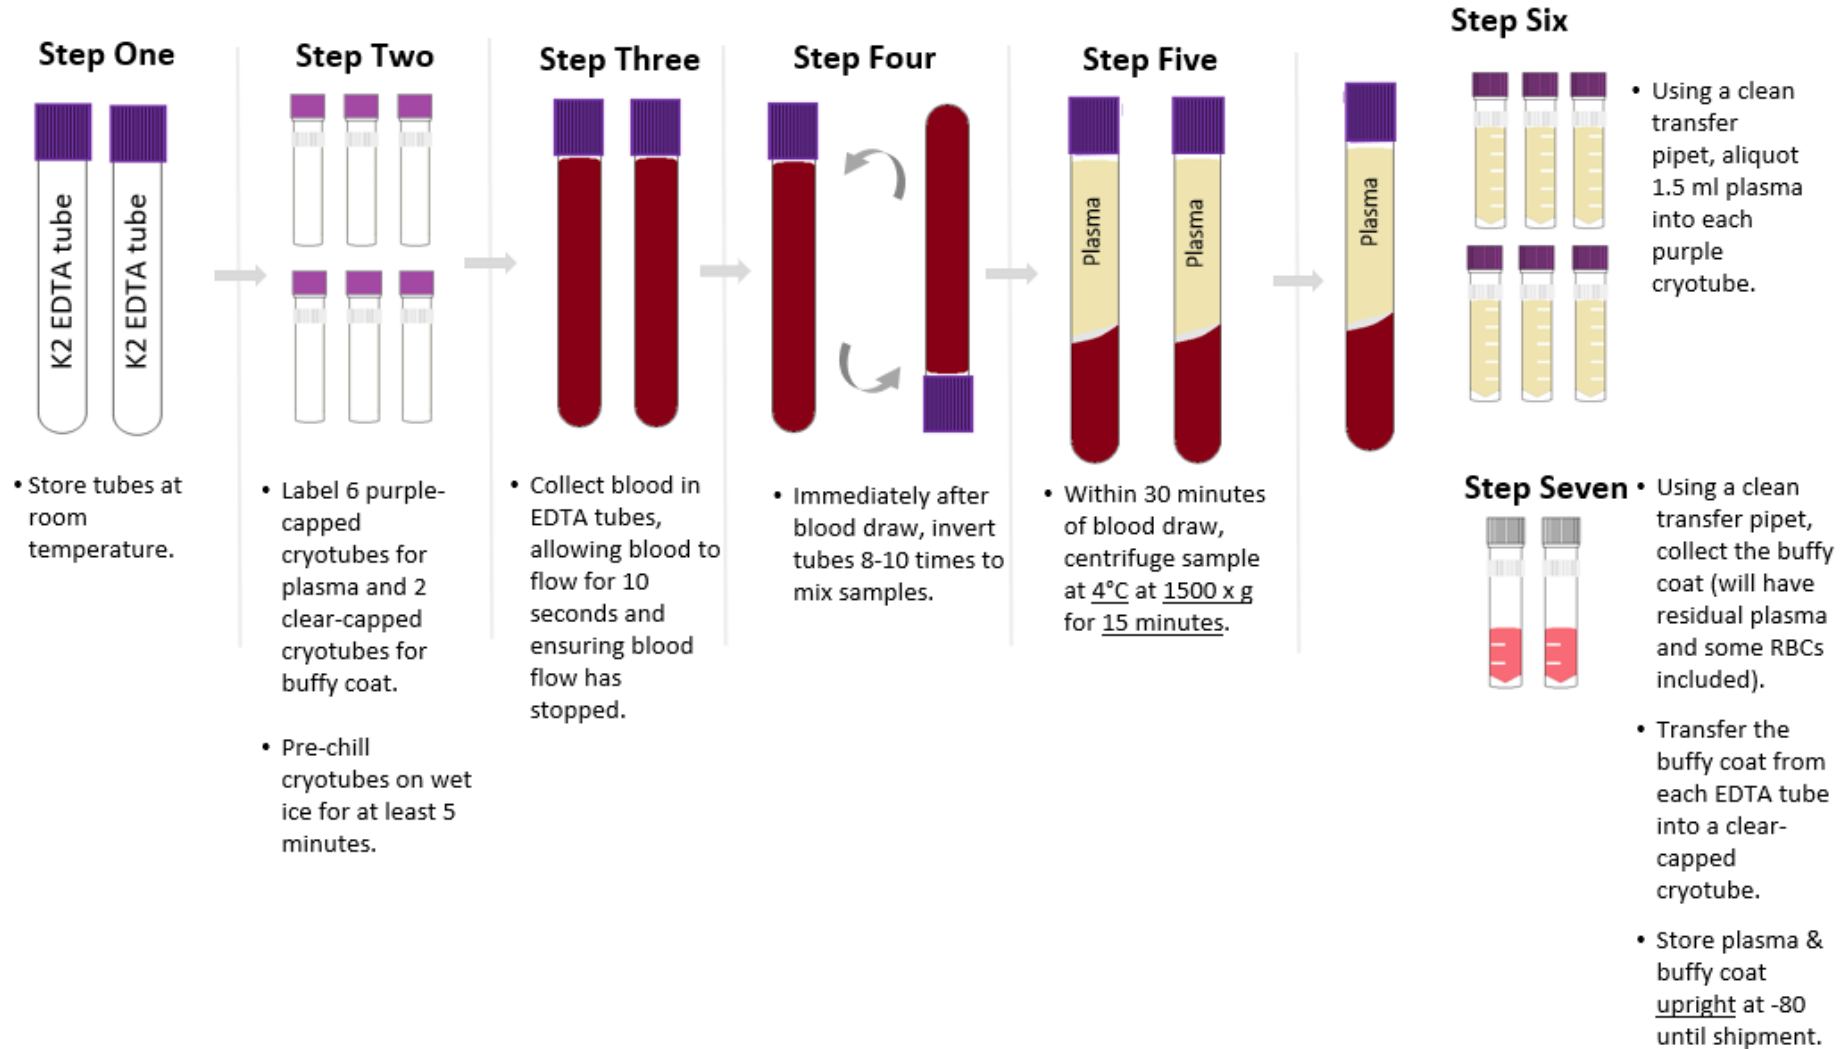 Step One
K2 EDTA tube
K2 EDTA tube
• Store tubes at
room
temperature.
Step Two
• Label 6 purple-
capped
cryotubes for
plasma and 2
clear-capped
cryotubes for
buffy coat.
• Pre-chill
cryotubes on wet
ice for at least 5
minutes.
Step Three
• Collect blood in
EDTA tubes,
allowing blood to
flow for 10
seconds and
ensuring blood
flow has
stopped.
Step Four
• Immediately after
blood draw, invert
tubes 8-10 times to
mix samples.
Step Five
Plasma
Plasma
• Within 30 minutes
of blood draw,
centrifuge sample
at 4°C at 1500 x g
for 15 minutes.
Plasma
Step Six
• Using a clean
transfer
pipet, aliquot
1.5 ml plasma
into each
purple
cryotube.
Step Seven
• Using a clean
transfer pipet,
collect the buffy
coat (will have
residual plasma
and some RBCs
included).
• Transfer the
buffy coat from
each EDTA tube
into a clear-
capped
cryotube.
• Store plasma &
buffy coat
upright at -80
until shipment.